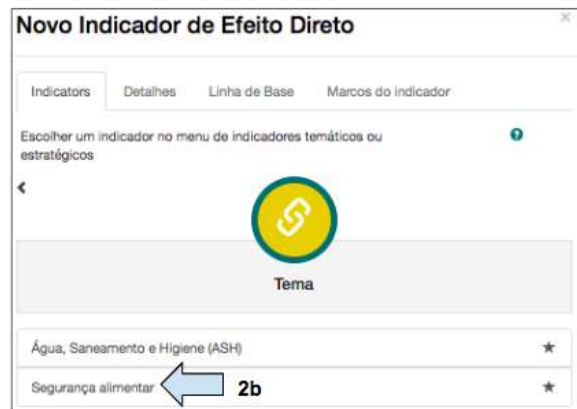 Novo Indicador de Efeito Direto ×
Indicators Detalhes Linha de Base Marcos do indicador
Escolher um indicador no menu de indicadores temáticos ou
estratégicos
Tema
Água, Saneamento e Higiene (ASH)
Segurança alimentar 2b